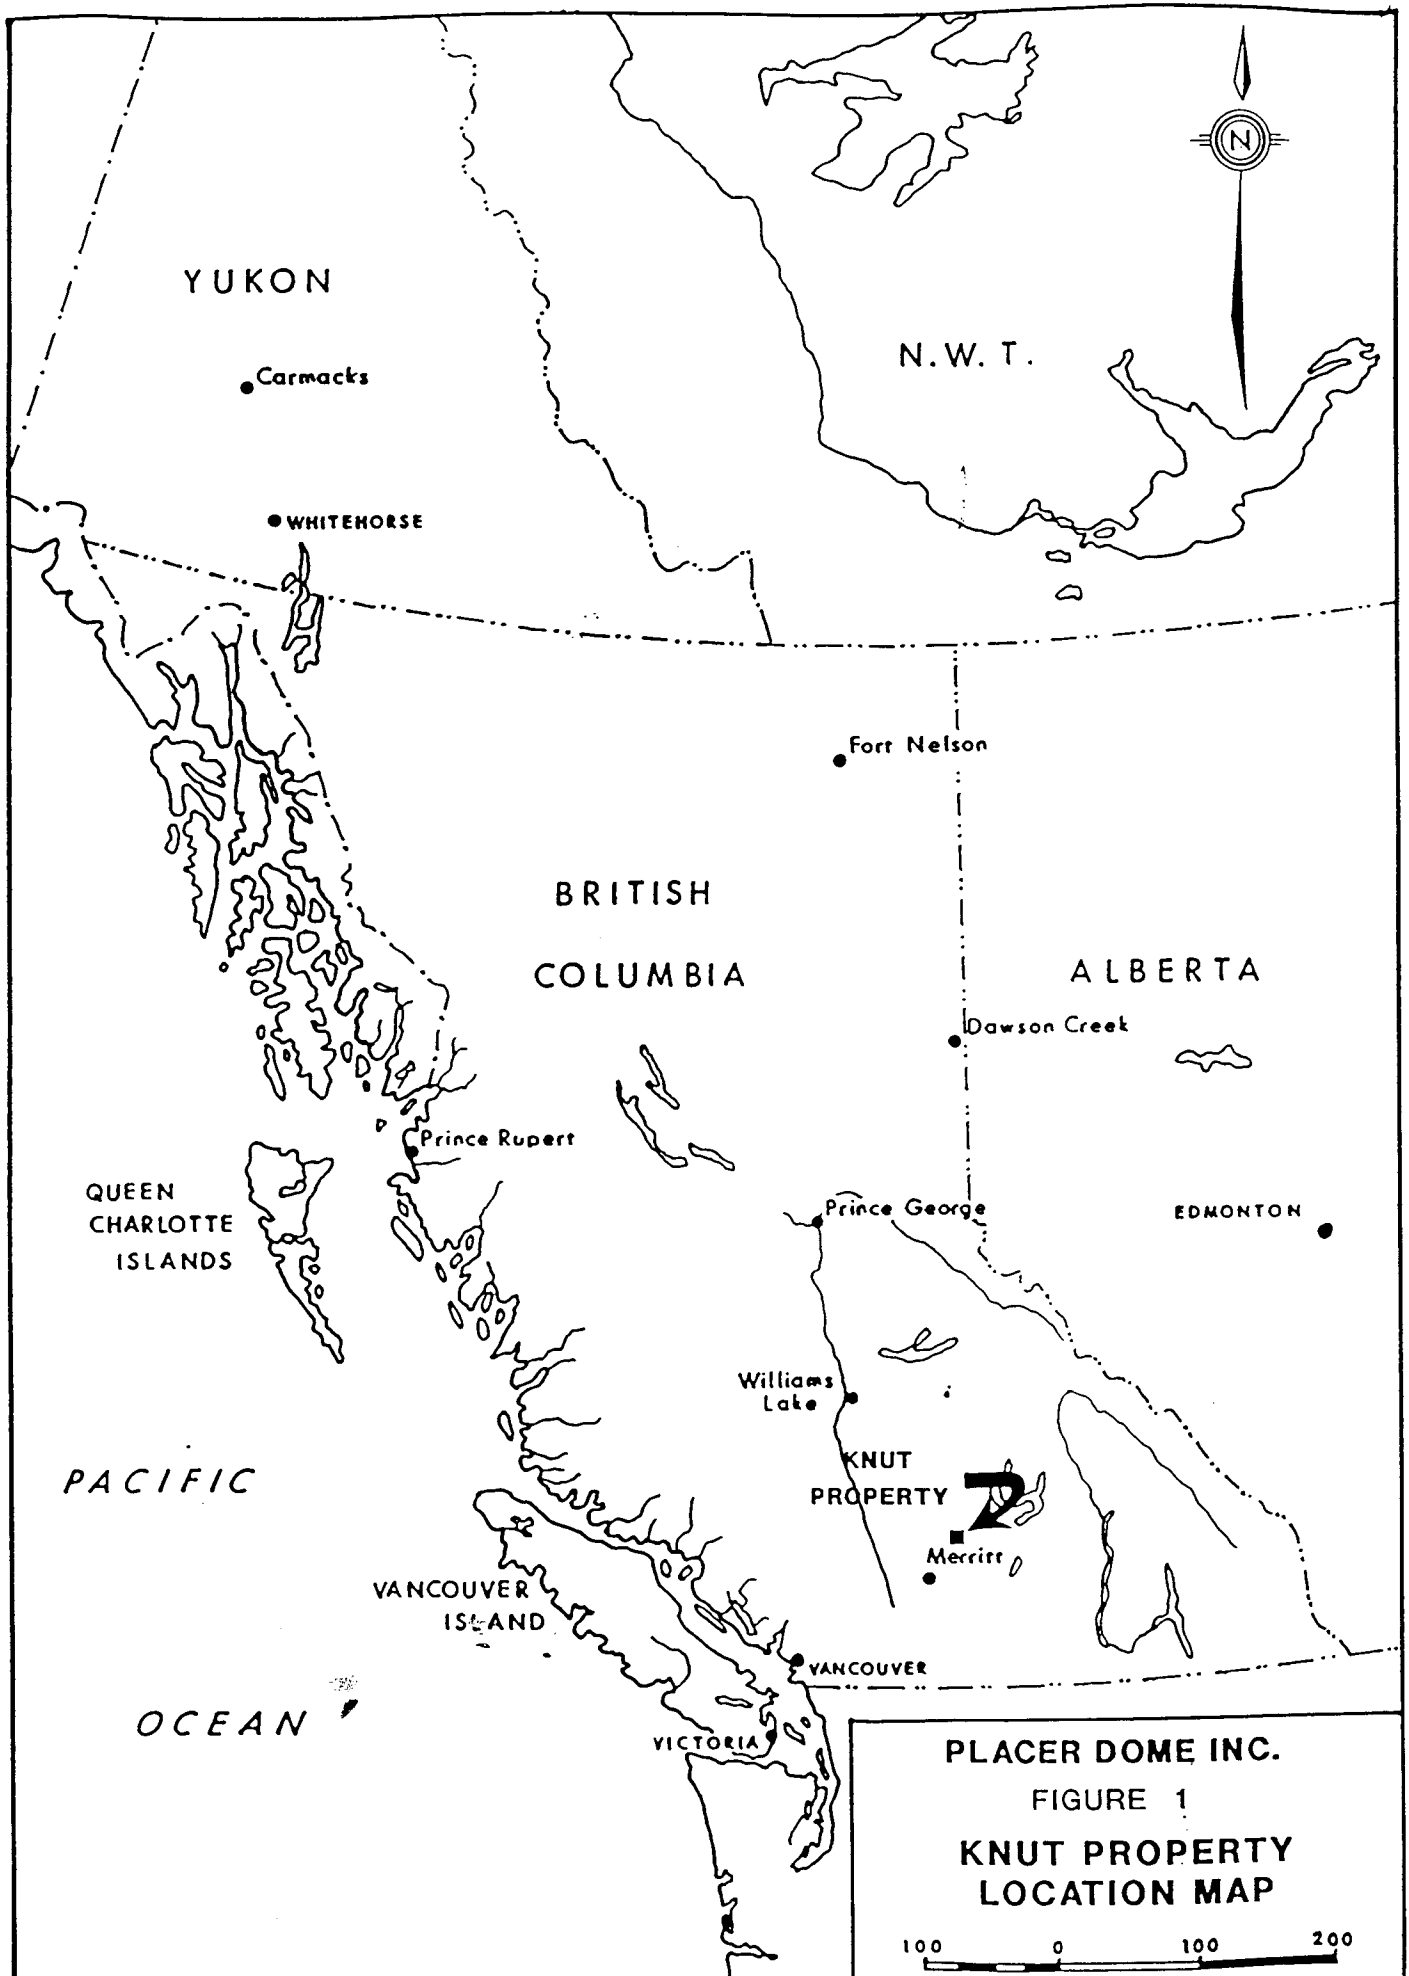 N
YUKON
N.W.T.
Carmacks
WHITEHORSE
Fort Nelson
BRITISH
COLUMBIA
ALBERTA
Dawson Creek
Prince Rupert
QUEEN
CHARLOTTE
ISLANDS
Prince George
EDMONTON
Williams
Lake
KNUT
PROPERTY
PACIFIC
Merritt
VANCOUVER
ISLAND
VANCOUVER
OCEAN
VICTORIA
PLACER DOME INC.
FIGURE 1
KNUT PROPERTY
LOCATION MAP
100 0 100 200